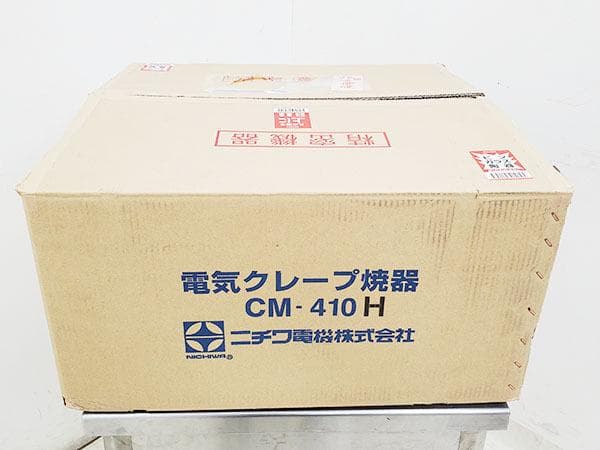 精密機器
電気クレープ焼器
CM-410H
NICHIWA®
ニチワ電機株式会社